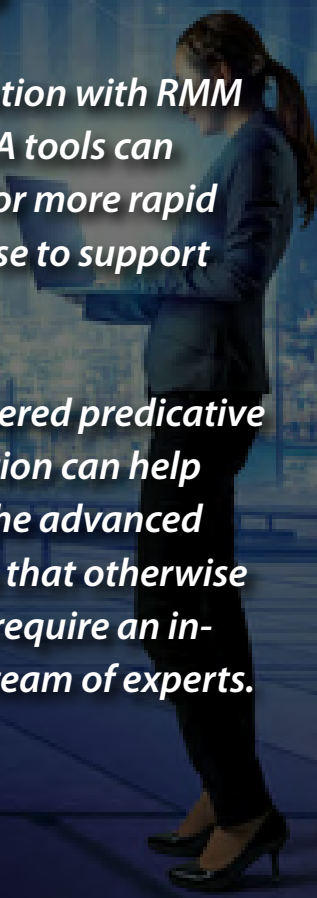 tion with RMM
A tools can
or more rapid
se to support
ered predicative
ion can help
he advanced
that otherwise
require an in-
eam of experts.